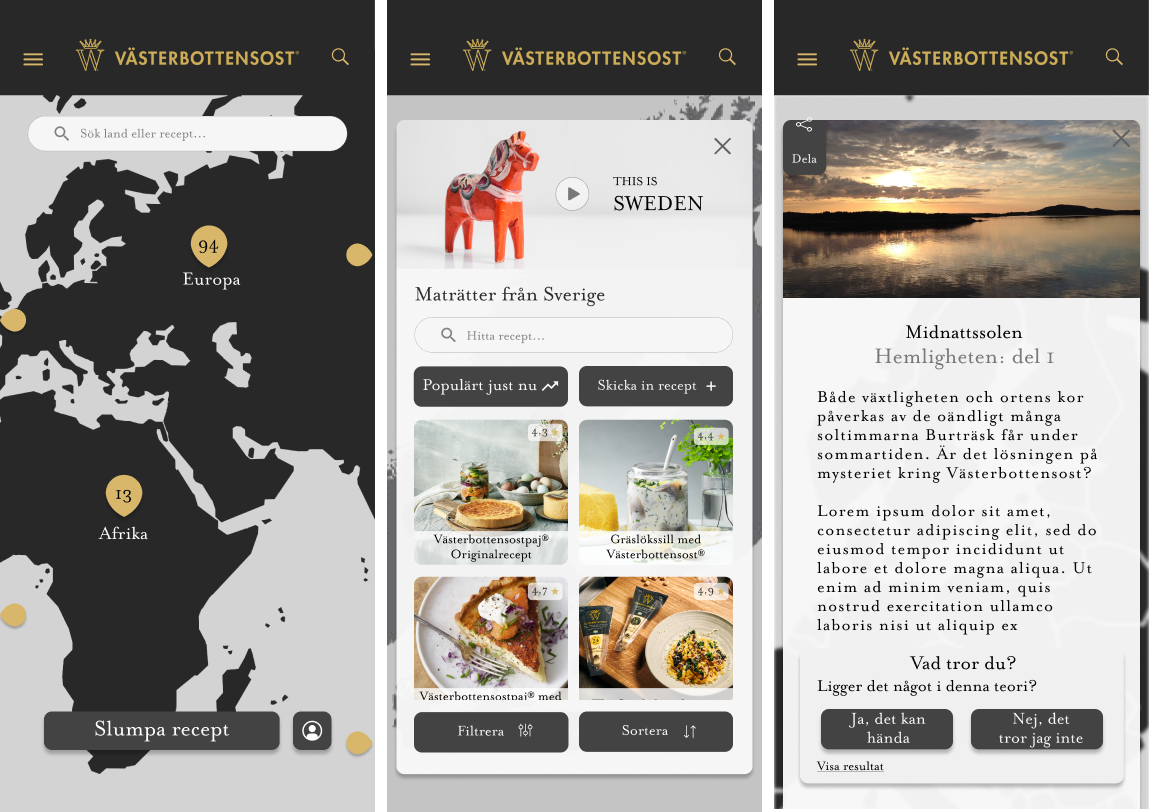 VÄSTERBOTTENSOST®
Sök land eller recept...
94
Europa
13
Afrika
Slumpa recept
VÄSTERBOTTENSOST®
THIS IS
SWEDEN
Maträtter från Sverige
Hitta recept...
Populärt just nu
Skicka in recept +
4,3
4,4
Västerbottensostpaj®
Originalrecept
Gräslökssill med
Västerbottensost®
4,7
4,9
Västerbottensostpaj® med
Filtrera
Sortera
VÄSTERBOTTENSOST®
Dela
Midnattssolen
Hemligheten: del 1
Både växtligheten och ortens kor
påverkas av de oändligt många
soltimmarna Burträsk får under
sommartiden. Är det lösningen på
mysteriet kring Västerbottensost?
Lorem ipsum dolor sit amet,
consectetur adipiscing elit, sed do
eiusmod tempor incididunt ut
labore et dolore magna aliqua. Ut
enim ad minim veniam, quis
nostrud exercitation ullamco
laboris nisi ut aliquip ex
Vad tror du?
Ligger det något i denna teori?
Ja, det kan
hända
Nej, det
tror jag inte
Visa resultat